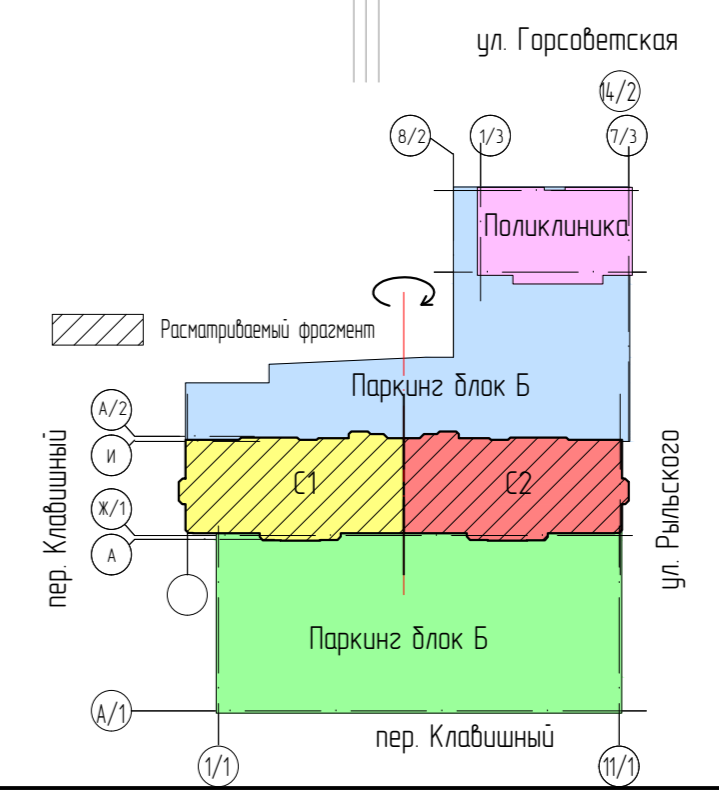 ул. Горсоветская
14/2
8/2
1/3
7/3
Поликлиника
Расматриваемый фрагмент
Паркинг блок Б
А/2
И
С1
С2
Ж/1
А
пер. Клавишный
ул. Рыльского
Паркинг блок Б
А/1
пер. Клавишный
1/1
11/1